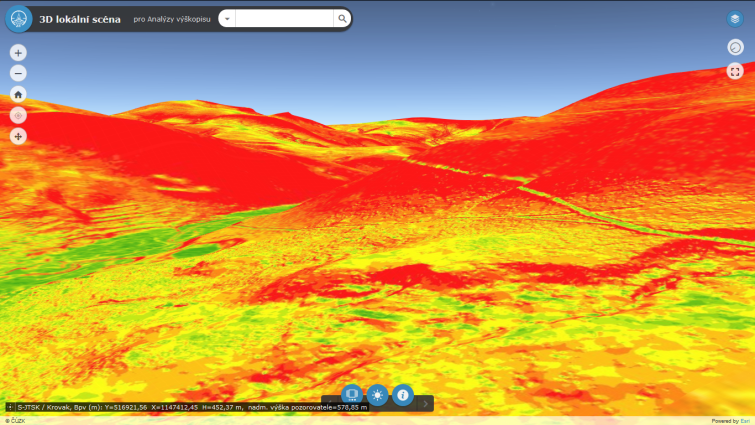 3D lokální scéna pro Analýzy výškopisu
S-JTSK / Krovak, Bpv (m): Y=516921,56 X=1147412,45 H=452,37 m, nadm. výška pozorovatele=578,85 m
© ČÚZK Powered by Esri